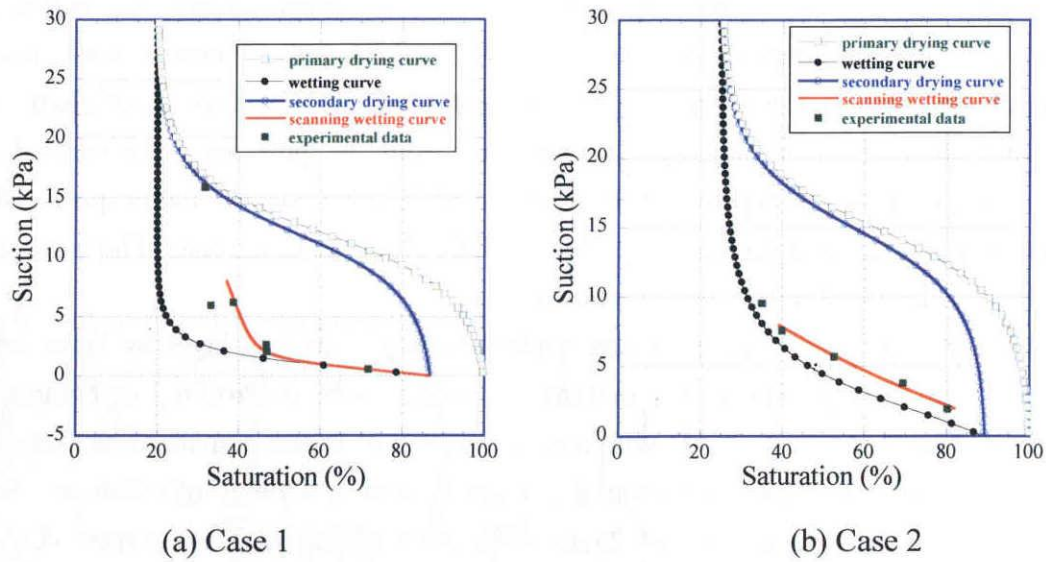 30
25
20
15
10
5
0
-5
Suction (kPa)
primary drying curve
wetting curve
secondary drying curve
scanning wetting curve
experimental data
0 20 40 60 80 100
Saturation (%)
(a) Case 1
30
25
20
15
10
5
0
Suction (kPa)
primary drying curve
wetting curve
secondary drying curve
scanning wetting curve
experimental data
0 20 40 60 80 100
Saturation (%)
(b) Case 2